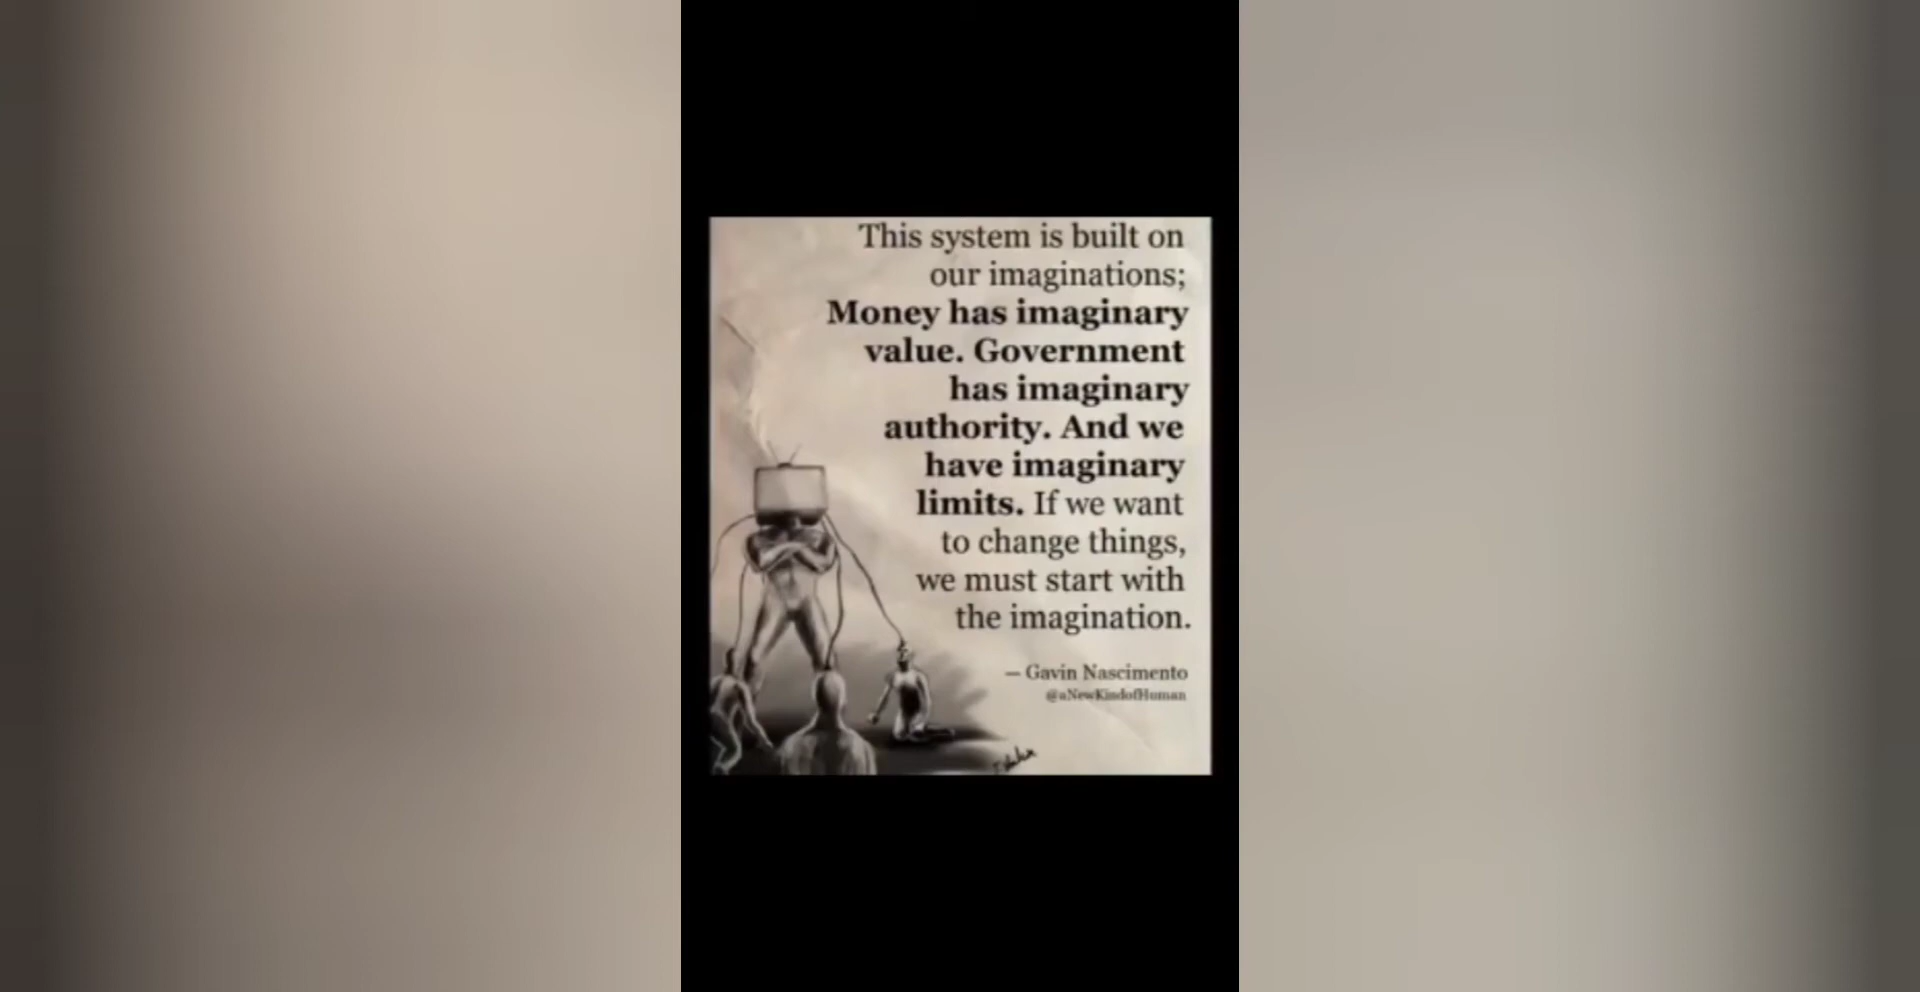 This system is built on
our imaginations;
Money has imaginary
value. Government
has imaginary
authority. And we
have imaginary
limits. If we want
to change things,
we must start with
the imagination.
— Gavin Nascimento
@aNewKindofHuman